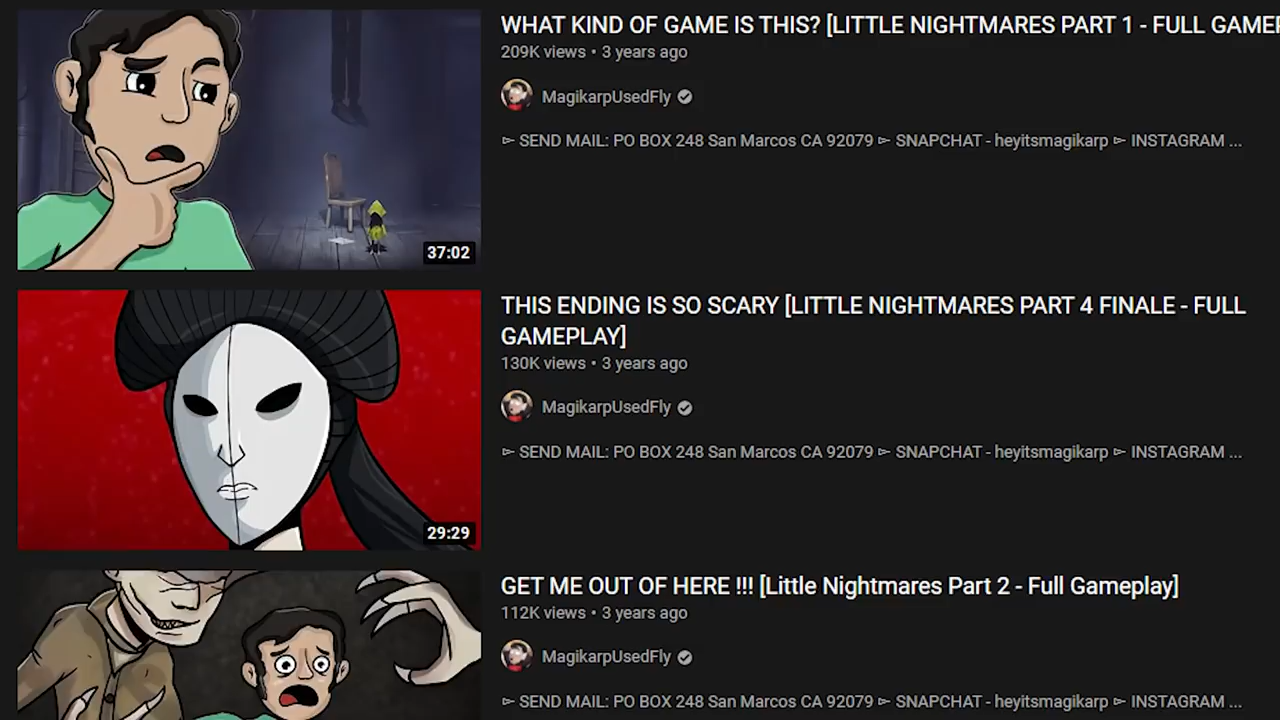 WHAT KIND OF GAME IS THIS? [LITTLE NIGHTMARES PART 1 - FULL
209K views • 3 years ago
MagikarpUsedFly
▻ SEND MAIL: PO BOX 248 San Marcos CA 92079 ▻ SNAPCHAT - heyitsmagikarp ▻ INSTAGRAM ...
37:02
THIS ENDING IS SO SCARY [LITTLE NIGHTMARES PART 4 FINALE - FULL
GAMEPLAY]
130K views • 3 years ago
MagikarpUsedFly
▻ SEND MAIL: PO BOX 248 San Marcos CA 92079 ▻ SNAPCHAT - heyitsmagikarp ▻ INSTAGRAM ...
29:29
GET ME OUT OF HERE !!! [Little Nightmares Part 2 - Full Gameplay]
112K views • 3 years ago
MagikarpUsedFly
▻ SEND MAIL: PO BOX 248 San Marcos CA 92079 ▻ SNAPCHAT - heyitsmagikarp ▻ INSTAGRAM ...